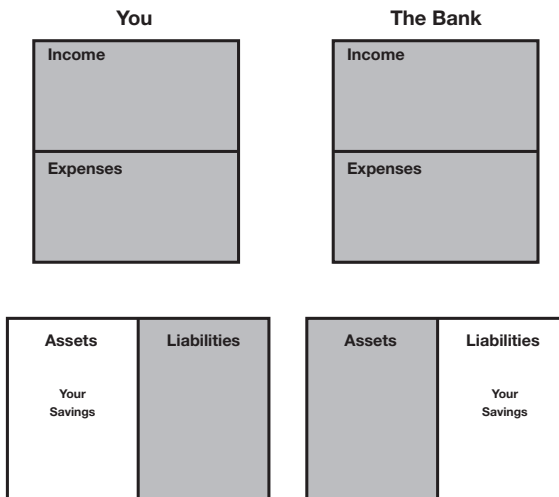 You
The Bank
Income
Income
Expenses
Expenses
Assets
Liabilities
Assets
Liabilities
Your
Savings
Your
Savings